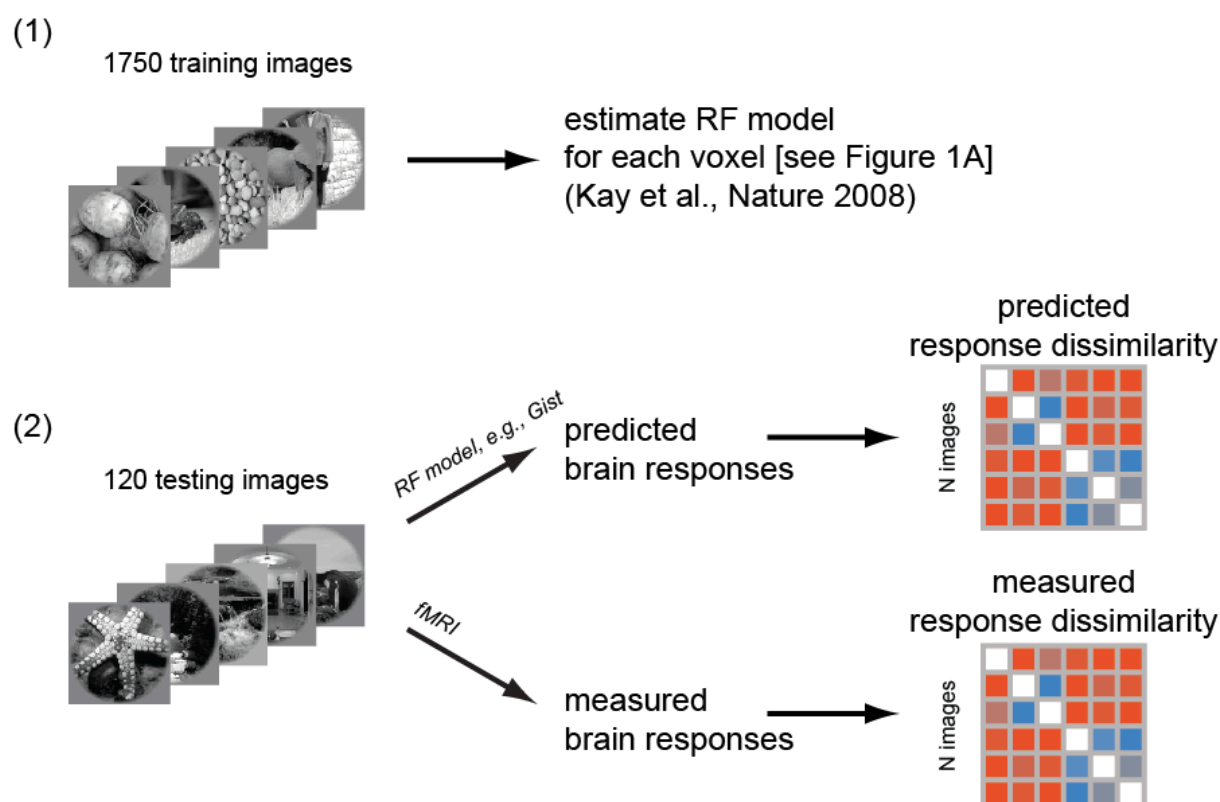 (1)
1750 training images
estimate RF model
for each voxel [see Figure 1A]
(Kay et al., Nature 2008)
(2)
120 testing images
RF model, e.g., Gist
predicted
brain responses
predicted
response dissimilarity
N images
fMRI
measured
brain responses
measured
response dissimilarity
N images